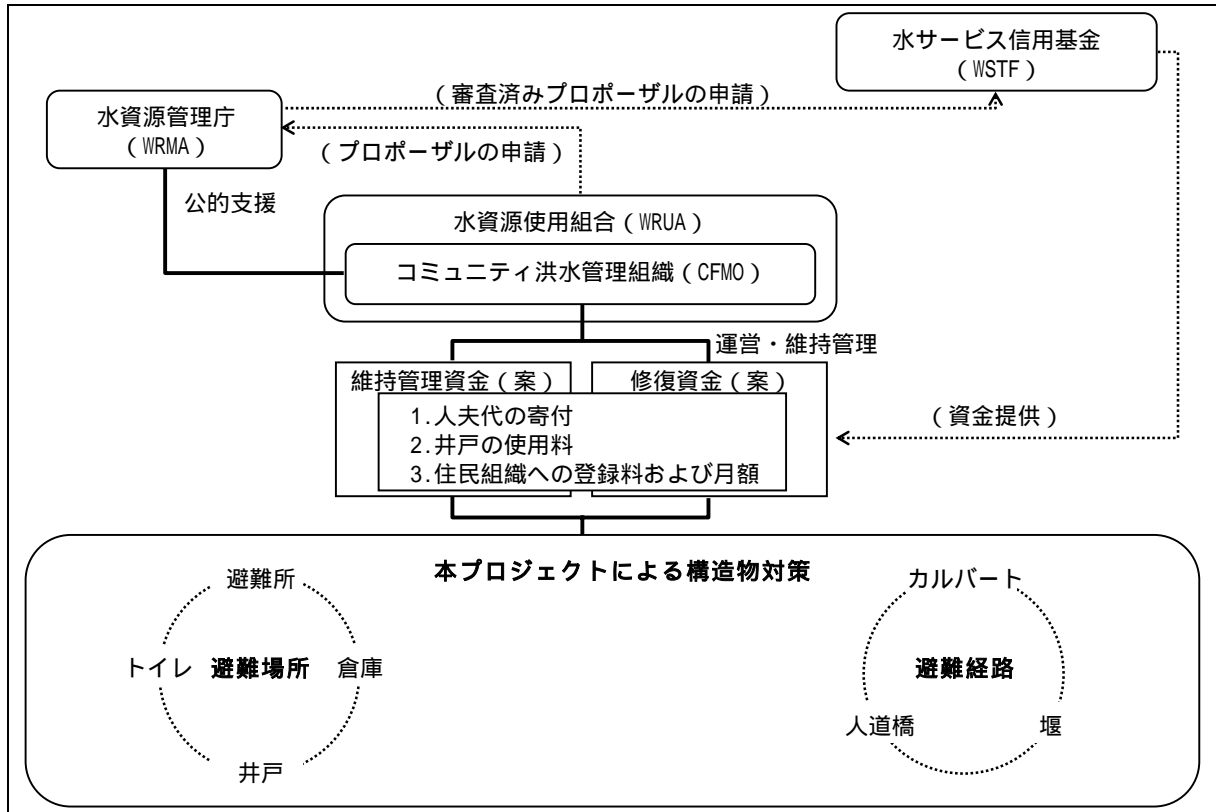 水サービス信用基金
(WSTF)
(審査済みプロポーザルの申請)
水資源管理庁
(WRMA)
(プロポーザルの申請)
公的支援
水資源使用組合(WRUA)
コミュニティ洪水管理組織(CFMO)
運営・維持管理
維持管理資金(案)
修復資金(案)
1.人夫代の寄付
2.井戸の使用料
3.住民組織への登録料および月額
(資金提供)
本プロジェクトによる構造物対策
避難所
トイレ
避難場所
倉庫
井戸
カルバート
避難経路
人道橋
堰